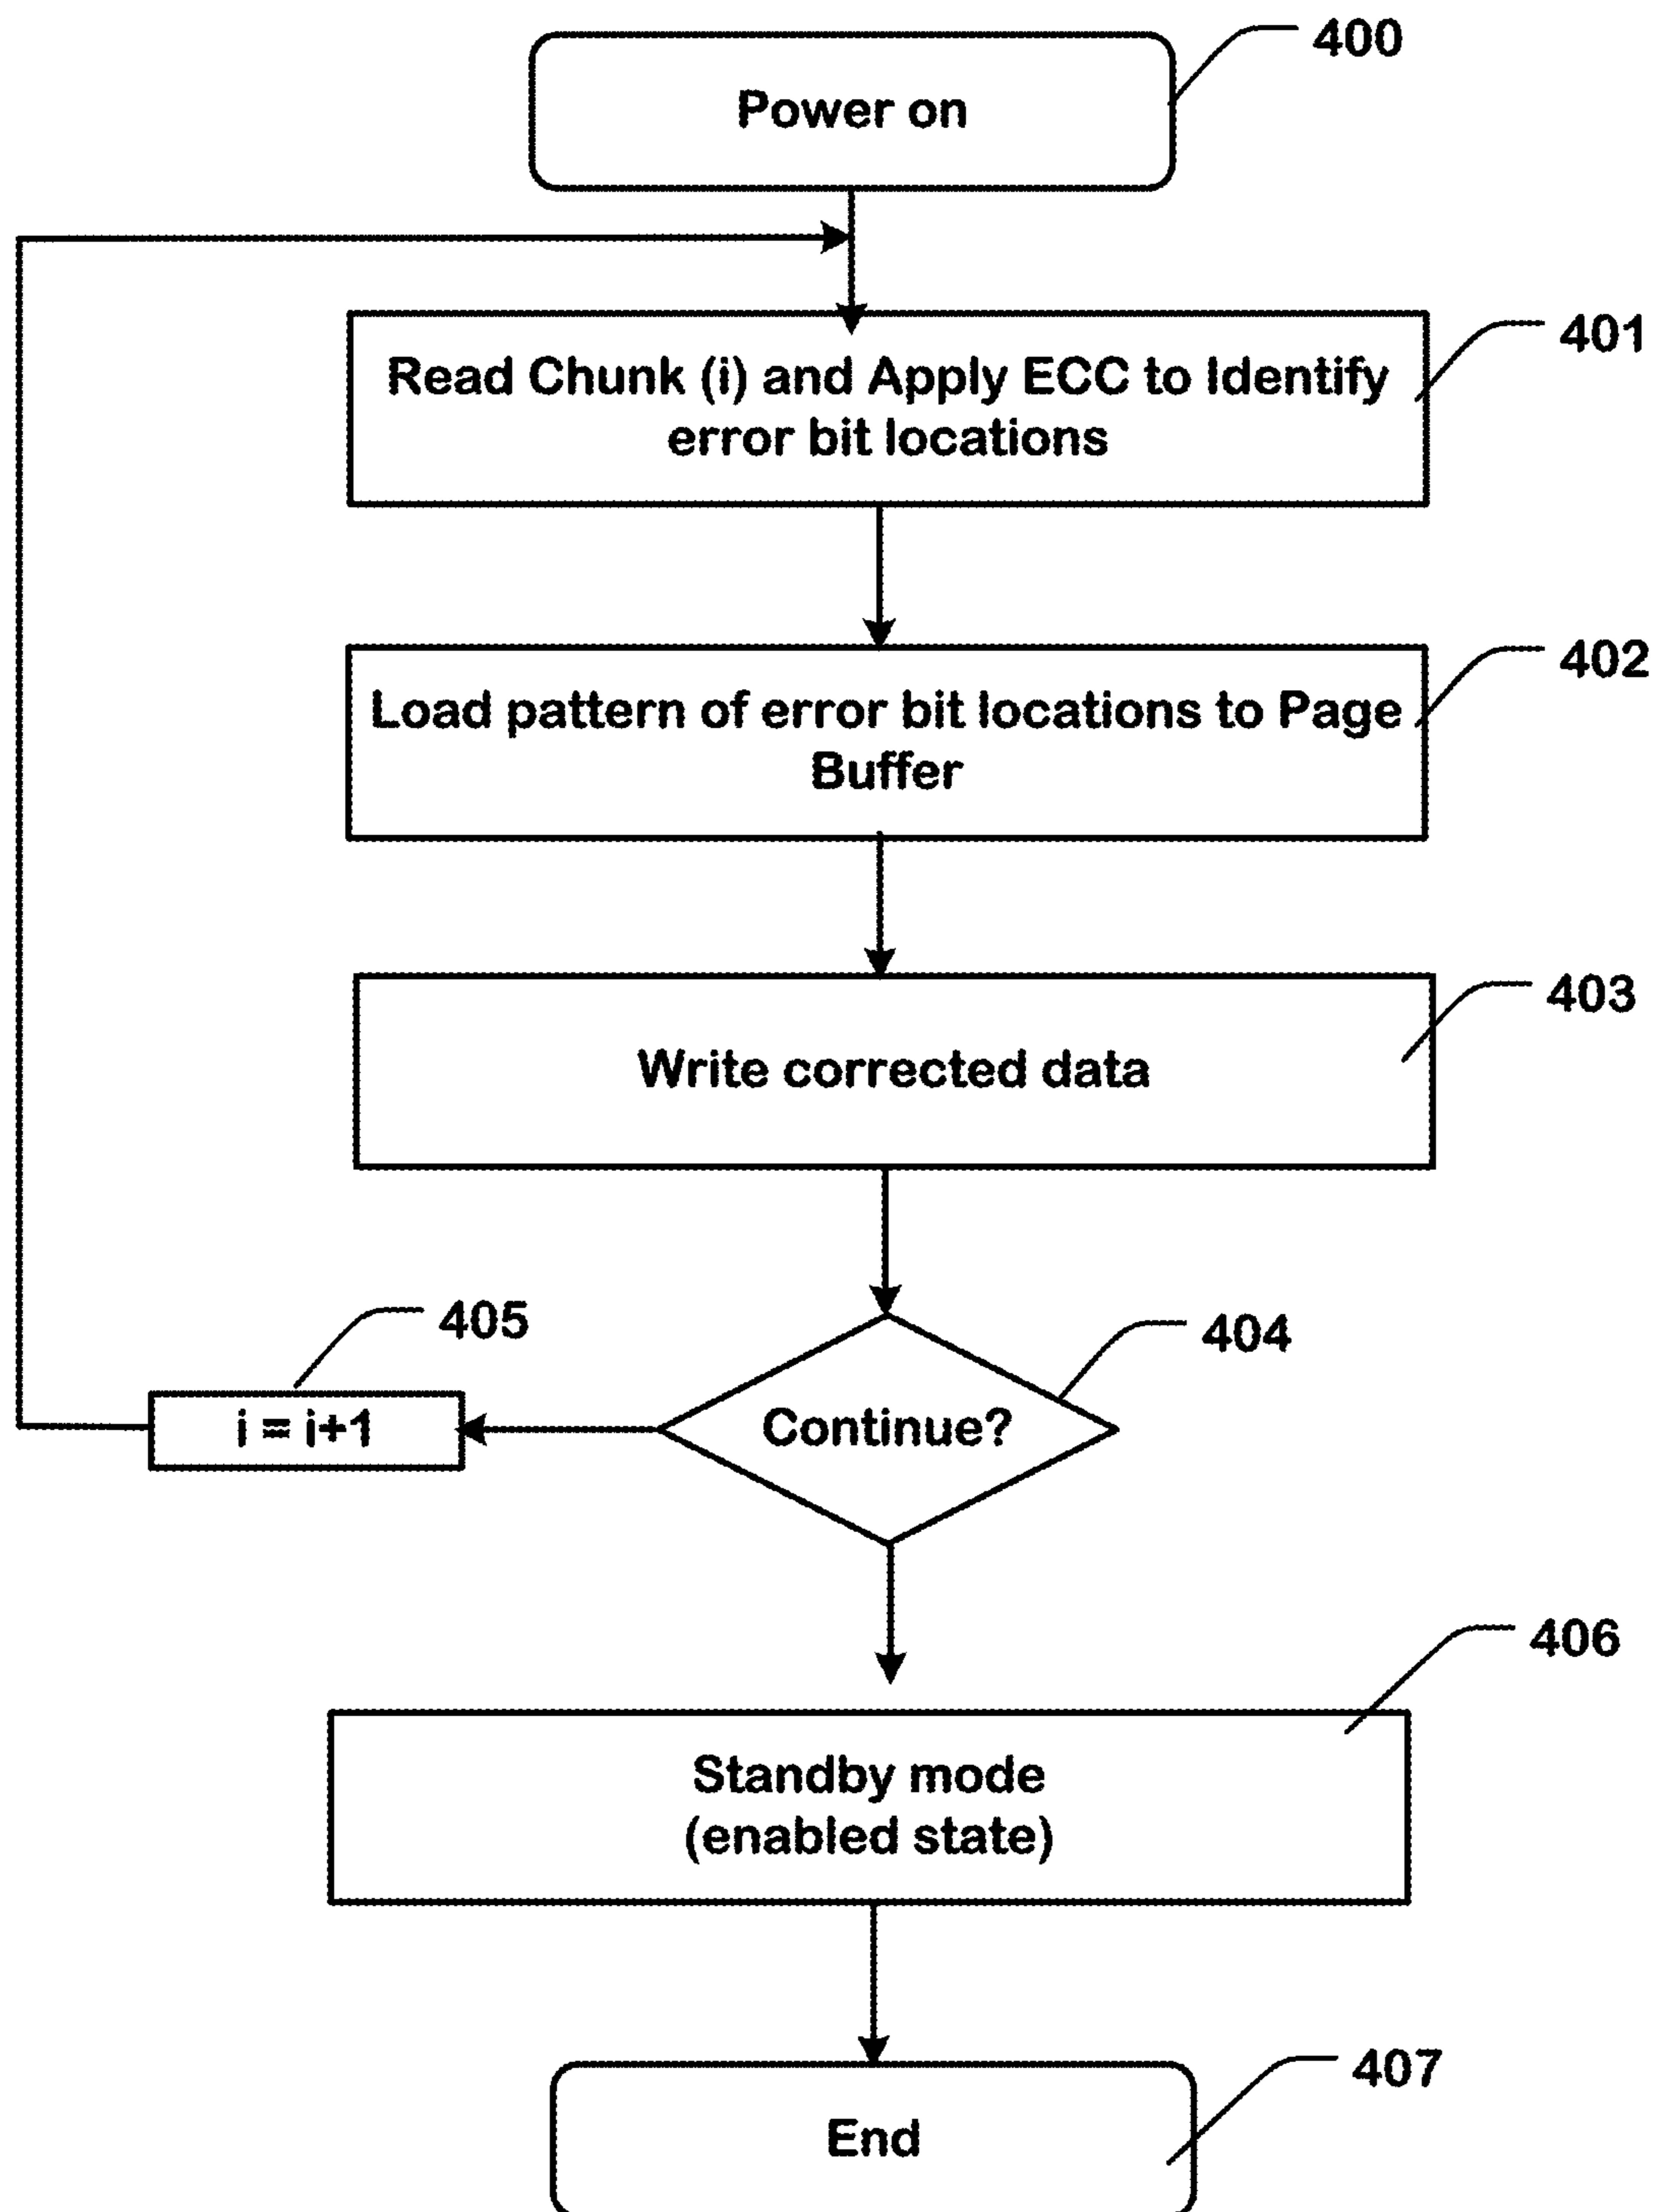 400
Power on
401
Read Chunk (i) and Apply ECC to Identify
error bit locations
402
Load pattern of error bit locations to Page
Buffer
403
Write corrected data
405
404
i = i+1
Continue?
406
Standby mode
(enabled state)
407
End